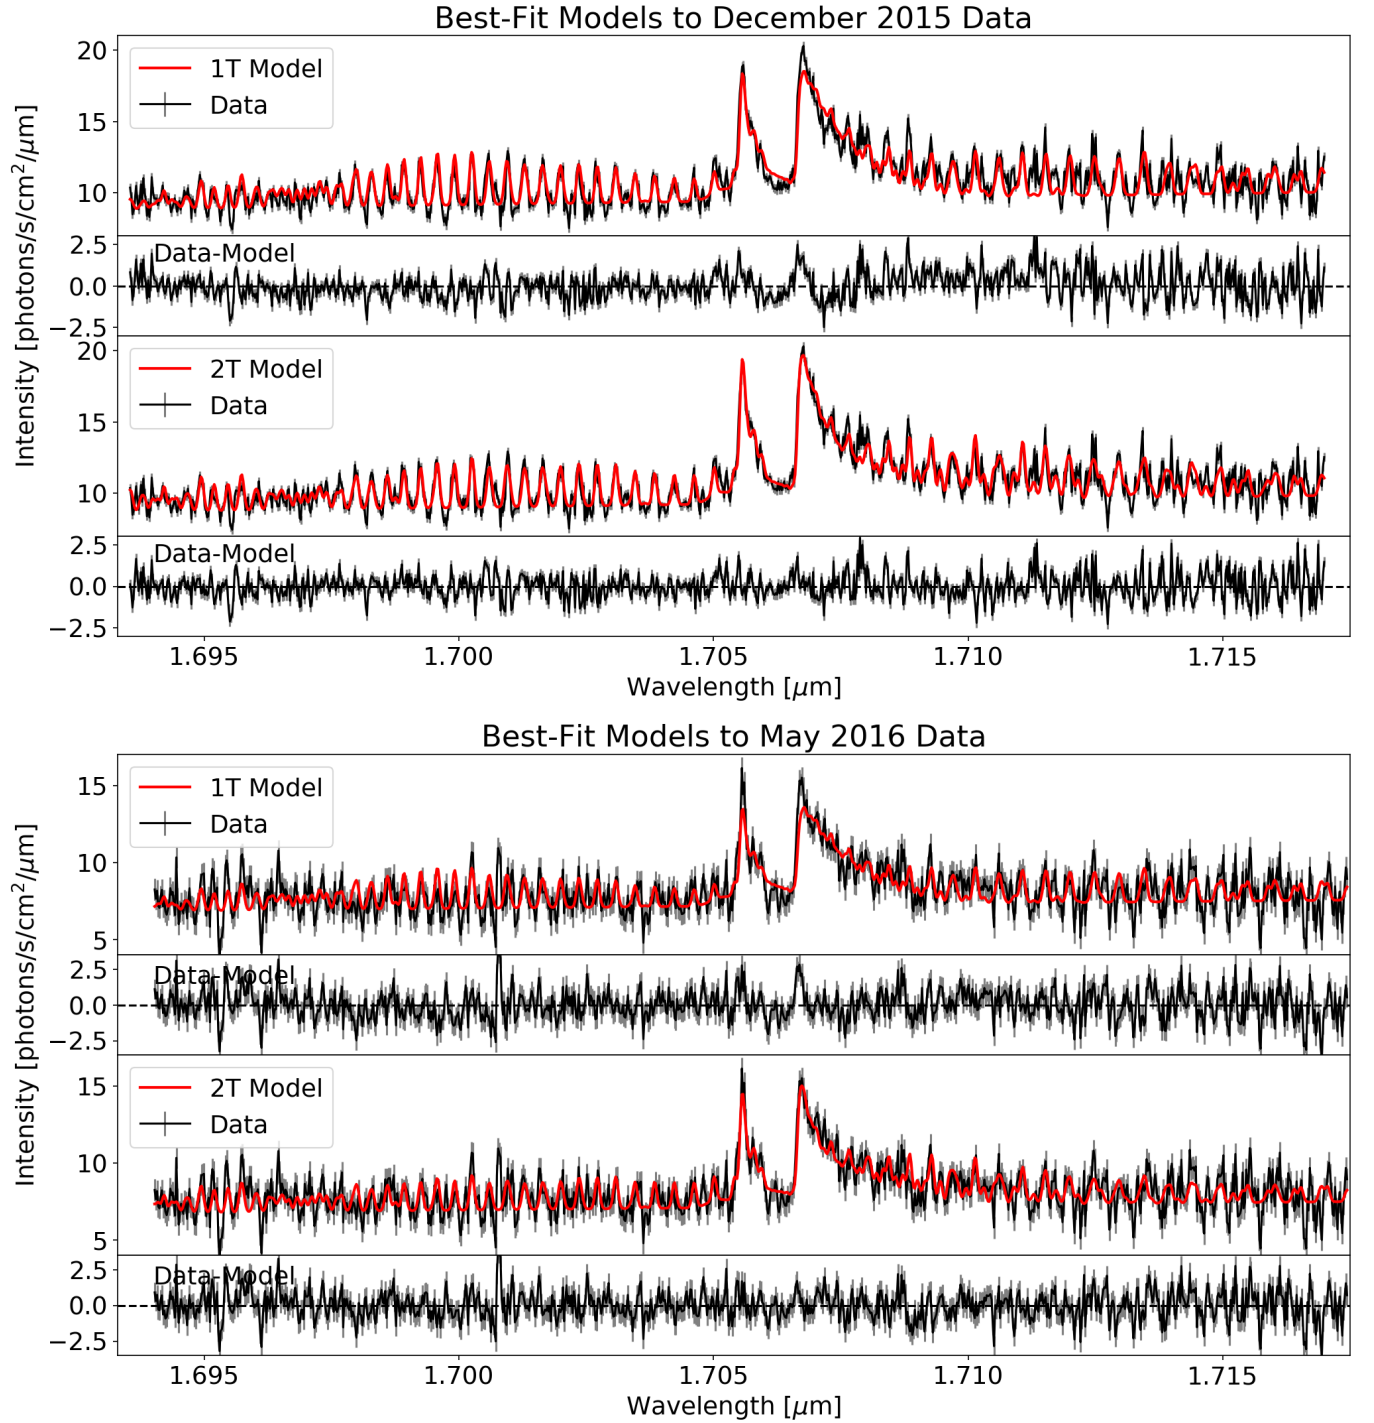 Best-Fit Models to December 2015 Data
Intensity [photons/s/cm²/μm]
20
15
10
1T Model
Data
2.5
0.0
−2.5
Data-Model
20
15
10
2T Model
Data
2.5
0.0
−2.5
Data-Model
1.695 1.700 1.705 1.710 1.715
Wavelength [μm]
Best-Fit Models to May 2016 Data
Intensity [photons/s/cm²/μm]
15
10
5
1T Model
Data
2.5
0.0
−2.5
Data-Model
15
10
5
2T Model
Data
2.5
0.0
−2.5
Data-Model
1.695 1.700 1.705 1.710 1.715
Wavelength [μm]